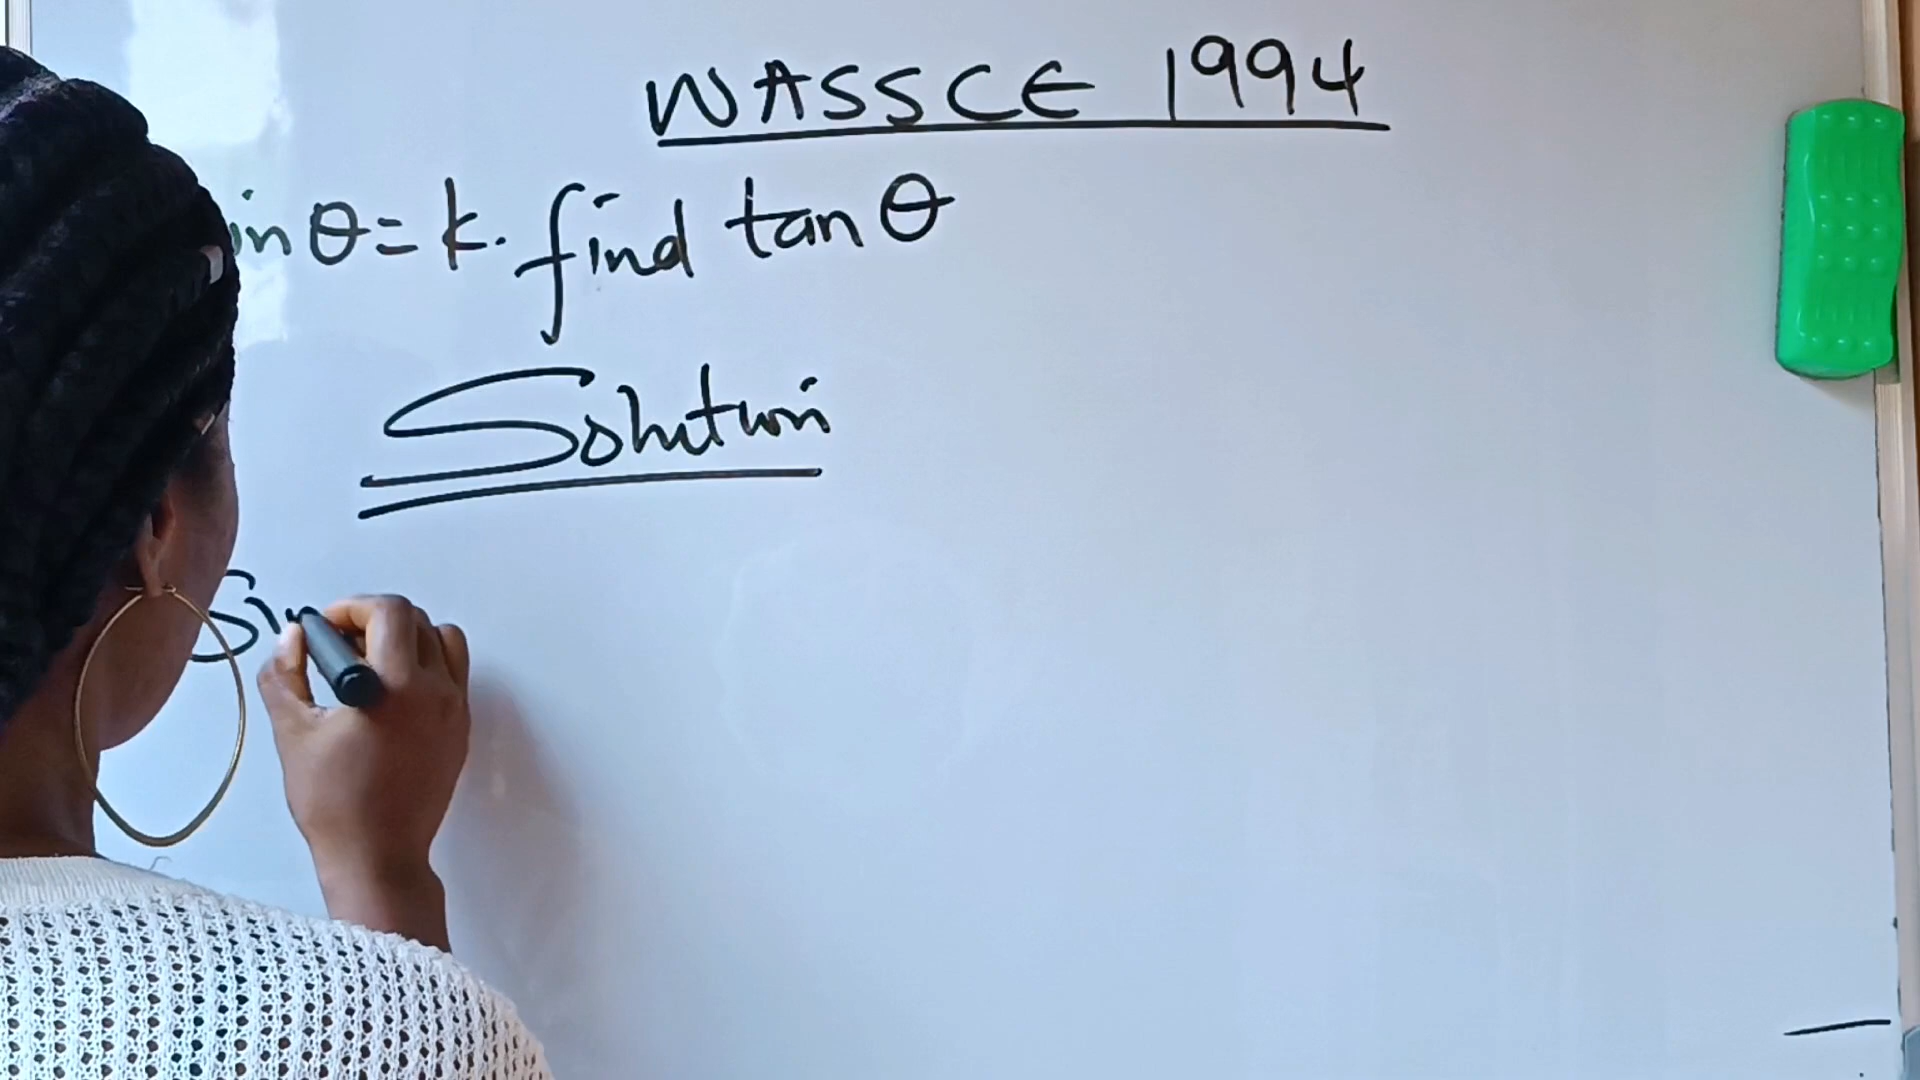 WASSCE 1994
in θ = k. find tan θ
Solution
Sin